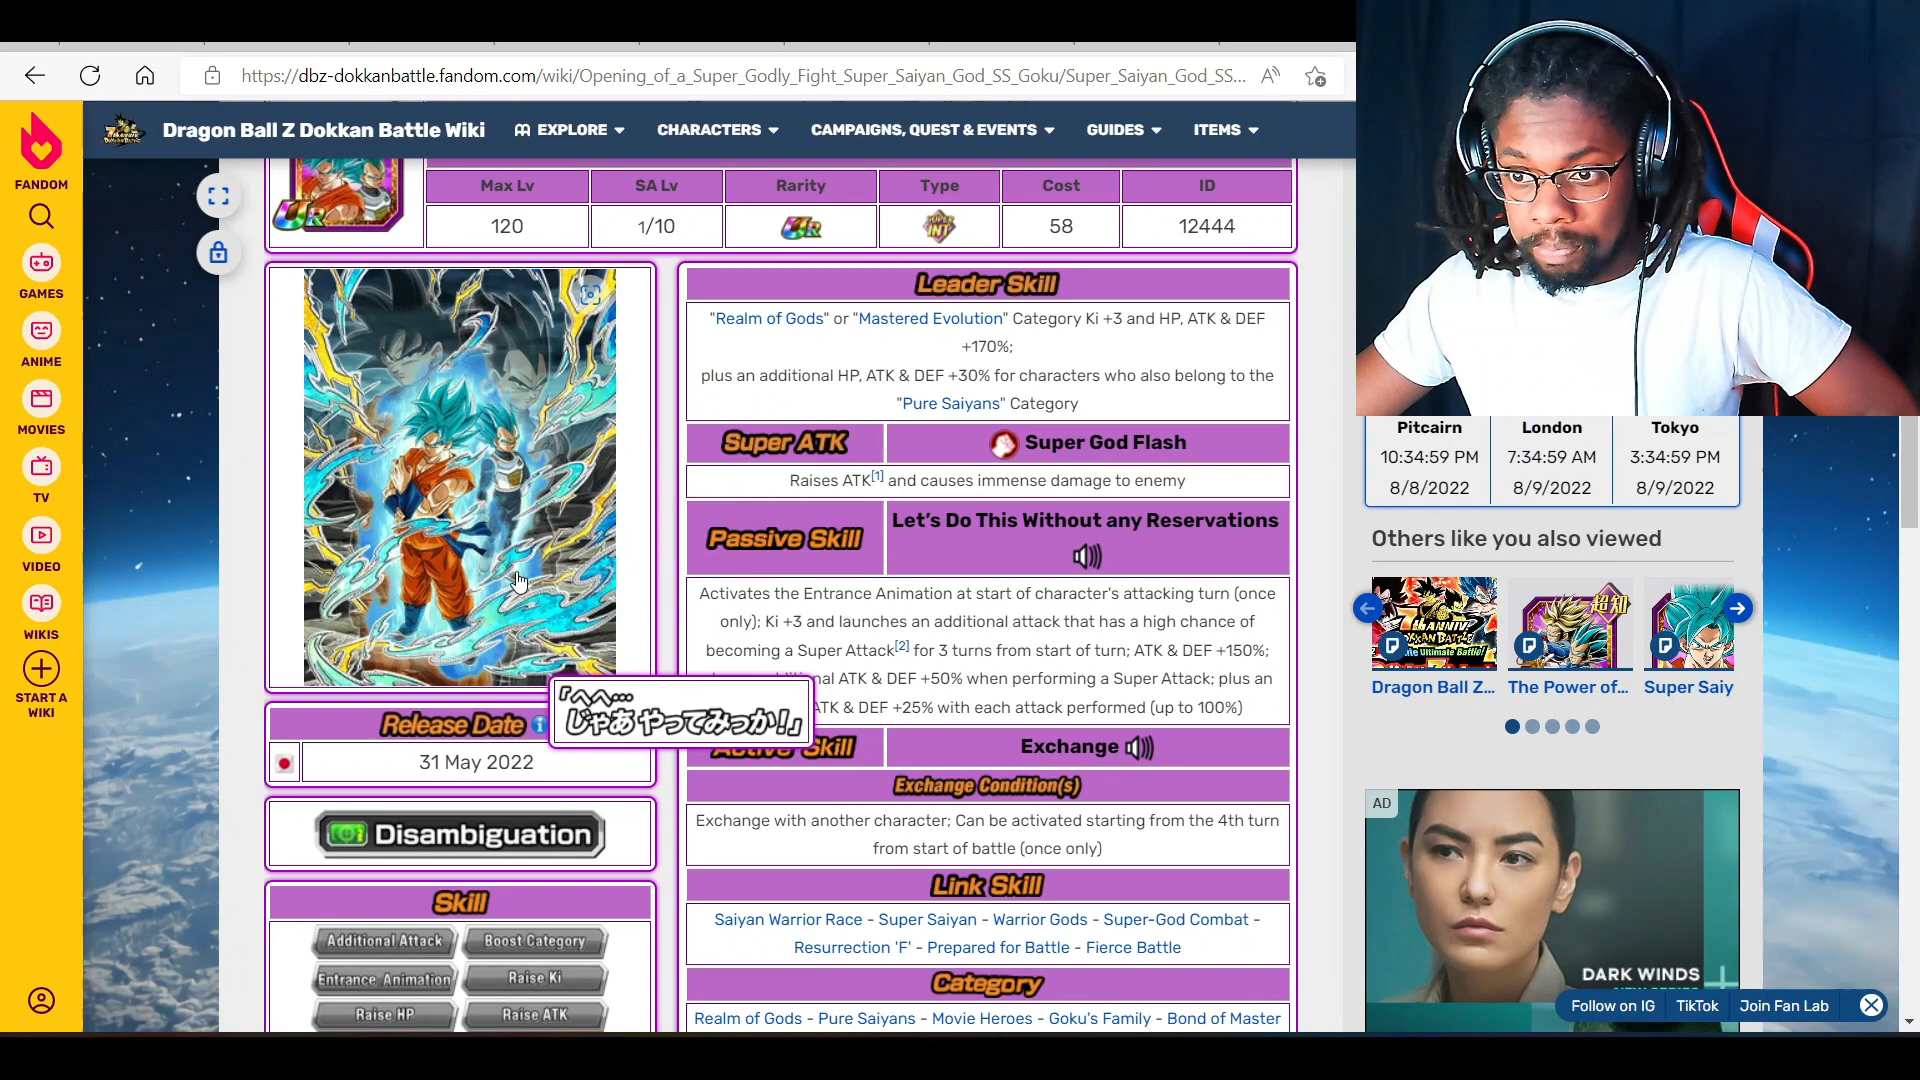 https://dbz-dokkanbattle.fandom.com/wiki/Opening_of_a_Super_Godly_Fight_Super_Saiyan_God_SS_Goku/Super_Saiyan_God_SS...
FANDOM
GAMES
ANIME
MOVIES
TV
VIDEO
WIKIS
START A
WIKI
Dragon Ball Z Dokkan Battle Wiki
EXPLORE
CHARACTERS
CAMPAIGNS, QUEST & EVENTS
GUIDES
ITEMS
UR
Max Lv
SA Lv
Rarity
Type
Cost
ID
120
1/10
UR
SUPER
INT
58
12444
Leader Skill
"Realm of Gods" or "Mastered Evolution" Category Ki +3 and HP, ATK & DEF
+170%;
plus an additional HP, ATK & DEF +30% for characters who also belong to the
"Pure Saiyans" Category
Super ATK
Super God Flash
Raises ATK[1] and causes immense damage to enemy
Passive Skill
Let's Do This Without any Reservations
Activates the Entrance Animation at start of character's attacking turn (once
only); Ki +3 and launches an additional attack that has a high chance of
becoming a Super Attack[2] for 3 turns from start of turn; ATK & DEF +150%;
ATK & DEF +50% when performing a Super Attack; plus an
ATK & DEF +25% with each attack performed (up to 100%)
「へへ…
じゃあ やってみっか!」
Active Skill
Exchange
Exchange Condition(s)
Exchange with another character; Can be activated starting from the 4th turn
from start of battle (once only)
Link Skill
Saiyan Warrior Race - Super Saiyan - Warrior Gods - Super-God Combat -
Resurrection 'F' - Prepared for Battle - Fierce Battle
Category
Realm of Gods - Pure Saiyans - Movie Heroes - Goku's Family - Bond of Master
Release Date
31 May 2022
Disambiguation
Skill
Additional Attack
Boost Category
Entrance Animation
Raise Ki
Raise HP
Raise ATK
Pitcairn
London
Tokyo
10:34:59 PM
7:34:59 AM
3:34:59 PM
8/8/2022
8/9/2022
8/9/2022
Others like you also viewed
超知
Dragon Ball Z...
The Power of...
Super Saiy
AD
DARK WINDS
Follow on IG
TikTok
Join Fan Lab